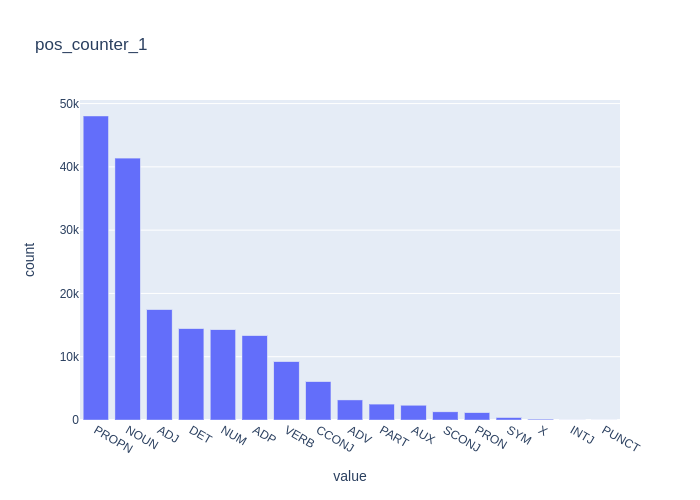 pos_counter_1
50k
40k
30k
20k
10k
0
count
PROPN
NOUN
ADJ
DET
NUM
ADP
VERB
CCONJ
ADV
PART
AUX
SCONJ
PRON
SYM
X
INTJ
PUNCT
value